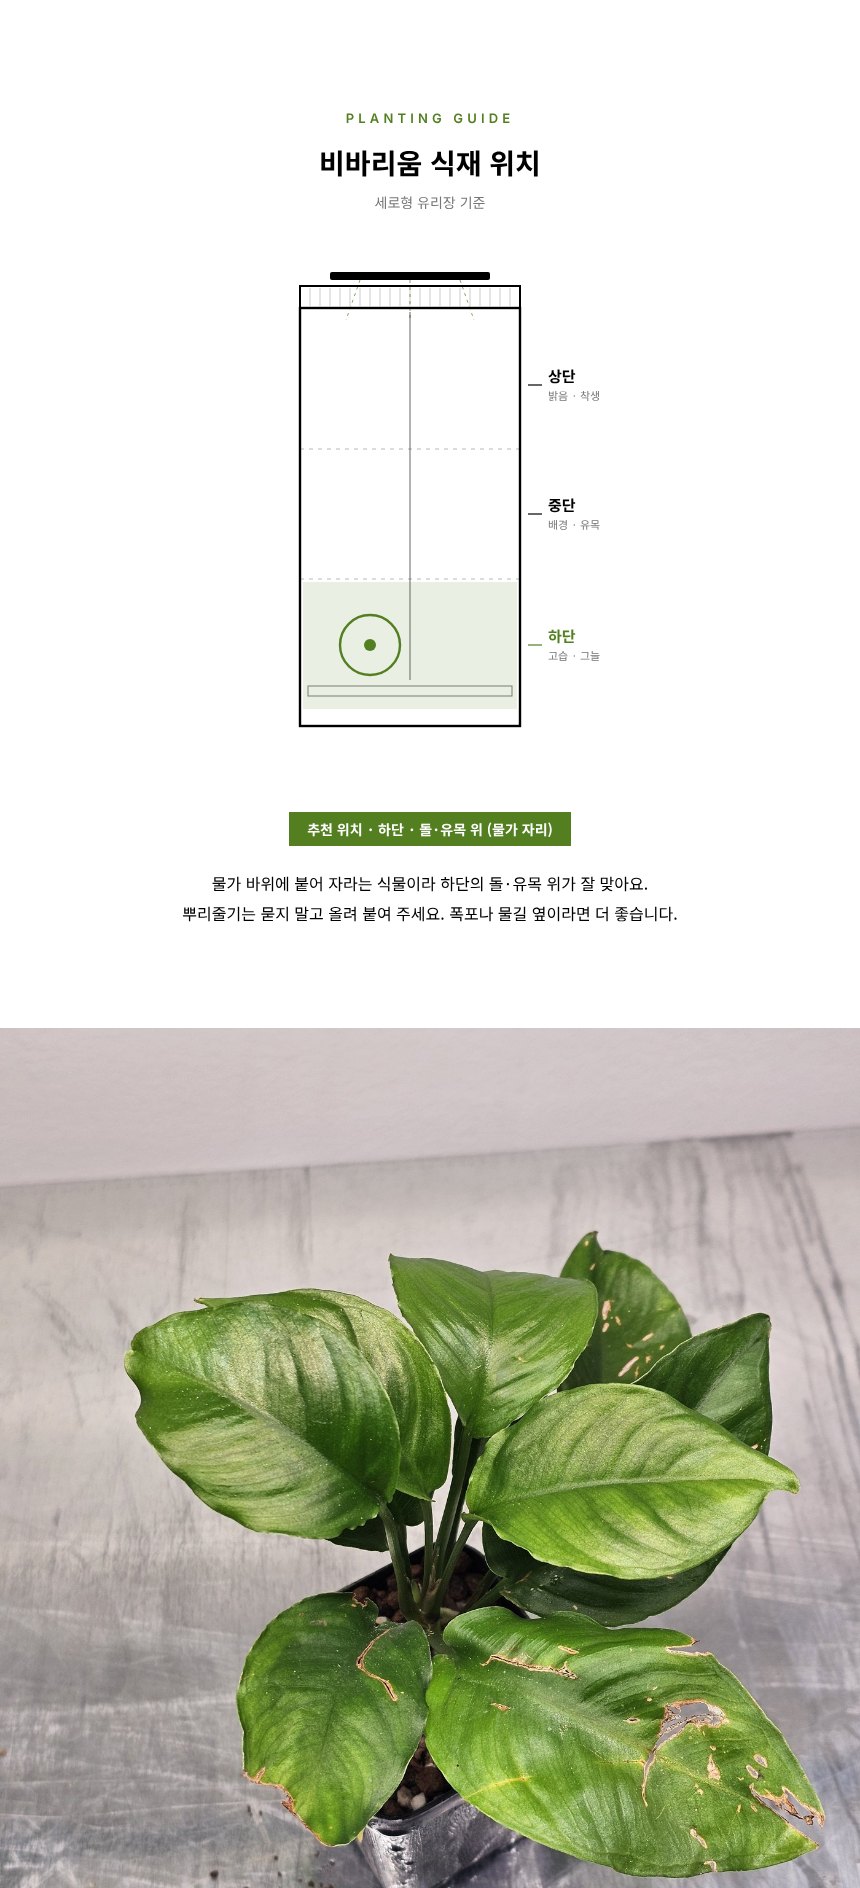 PLANTING GUIDE
비바리움 식재 위치
세로형 유리장 기준
상단
밝음 · 착생
중단
배경 · 유목
하단
고습 · 그늘
추천 위치 · 하단 · 돌·유목 위 (물가 자리)
물가 바위에 붙어 자라는 식물이라 하단의 돌·유목 위가 잘 맞아요.
뿌리줄기는 묻지 말고 올려 붙여 주세요. 폭포나 물길 옆이라면 더 좋습니다.